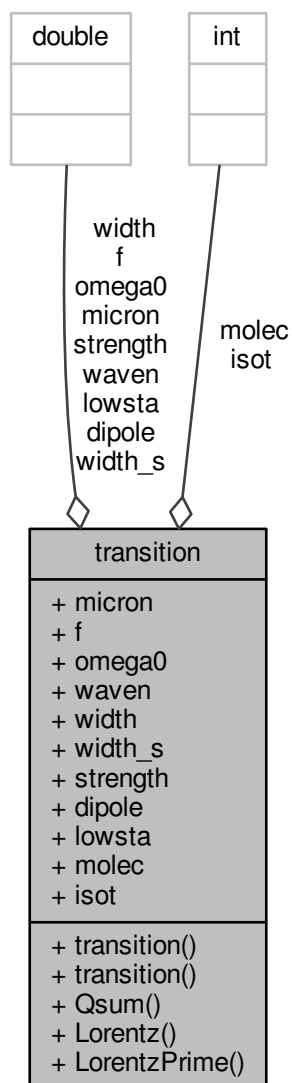 double
int
width
f
omega0
micron
strength
waven
lowsta
dipole
width_s
molec
isot
transition
+ micron
+ f
+ omega0
+ waven
+ width
+ width_s
+ strength
+ dipole
+ lowsta
+ molec
+ isot
+ transition()
+ transition()
+ Qsum()
+ Lorentz()
+ LorentzPrime()